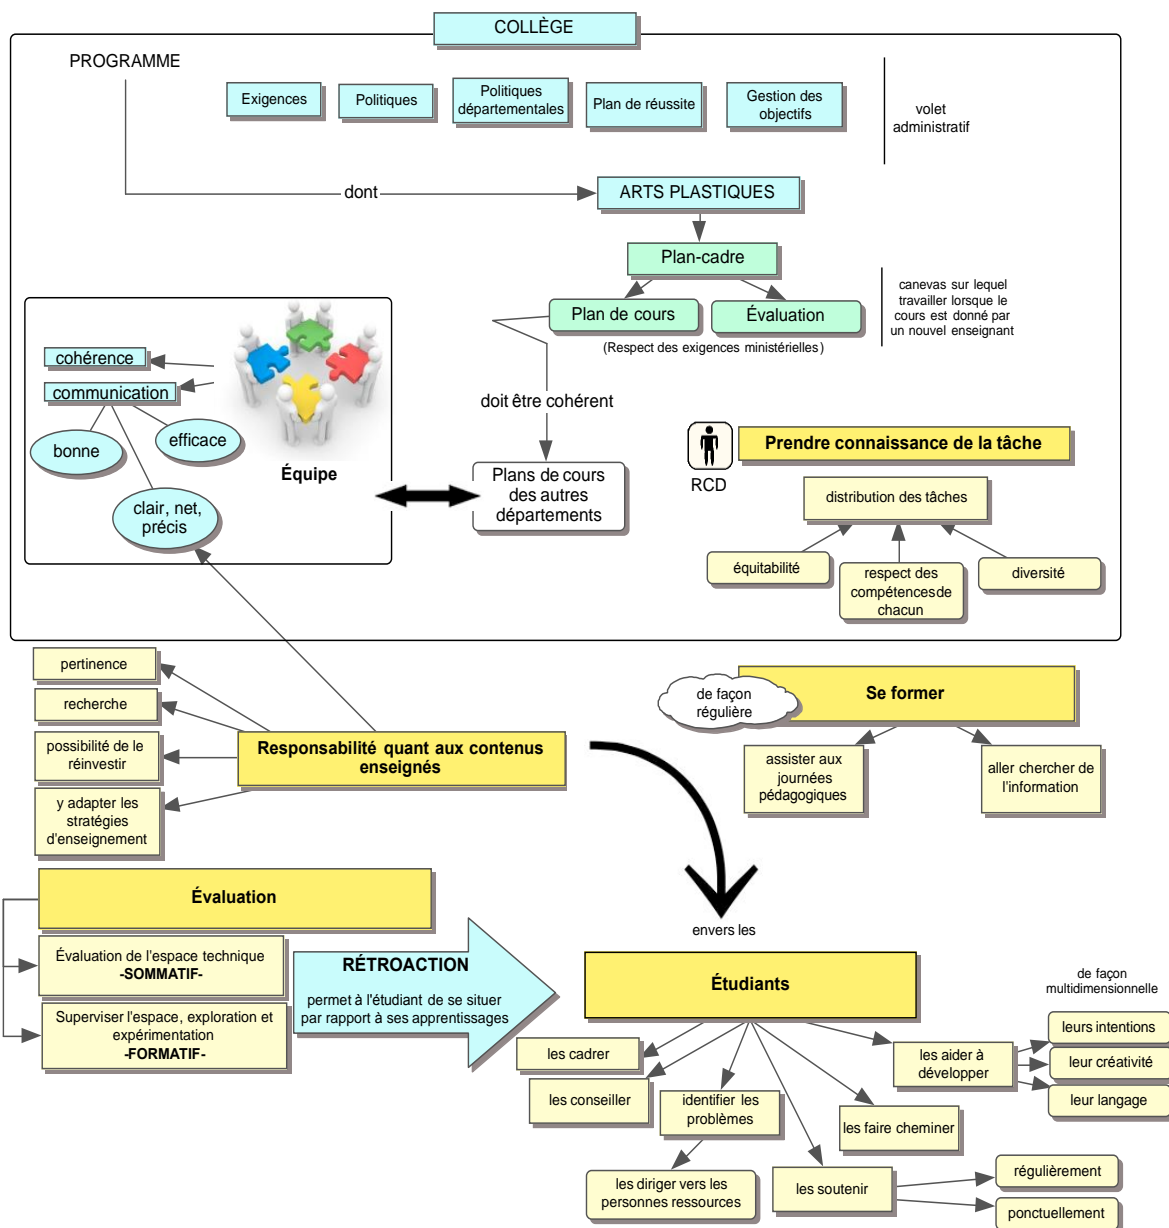 COLLÈGE
PROGRAMME
Exigences
Politiques
Politiques
départementales
Plan de réussite
Gestion des
objectifs
volet
administratif
dont
ARTS PLASTIQUES
Plan-cadre
Plan de cours
Évaluation
(Respect des exigences ministérielles)
canevas sur lequel
travailler lorsque le
cours est donné par
un nouvel enseignant
cohérence
communication
bonne
efficace
clair, net,
précis
Équipe
doit être cohérent
Plans de cours
des autres
départements
RCD
Prendre connaissance de la tâche
distribution des tâches
équitabilité
respect des
compétences de
chacun
diversité
pertinence
recherche
possibilité de le
réinvestir
y adapter les
stratégies
d'enseignement
Responsabilité quant aux contenus
enseignés
de façon
régulière
Se former
assister aux
journées
pédagogiques
aller chercher de
l'information
Évaluation
Évaluation de l'espace technique
-SOMMATIF-
Superviser l'espace, exploration et
expérimentation
-FORMATIF-
RÉTROACTION
permet à l'étudiant de se situer
par rapport à ses apprentissages
envers les
Étudiants
les cadrer
les conseiller
identifier les
problèmes
les diriger vers les
personnes ressources
les soutenir
régulièrement
ponctuellement
les faire cheminer
les aider à
développer
de façon
multidimensionnelle
leurs intentions
leur créativité
leur langage